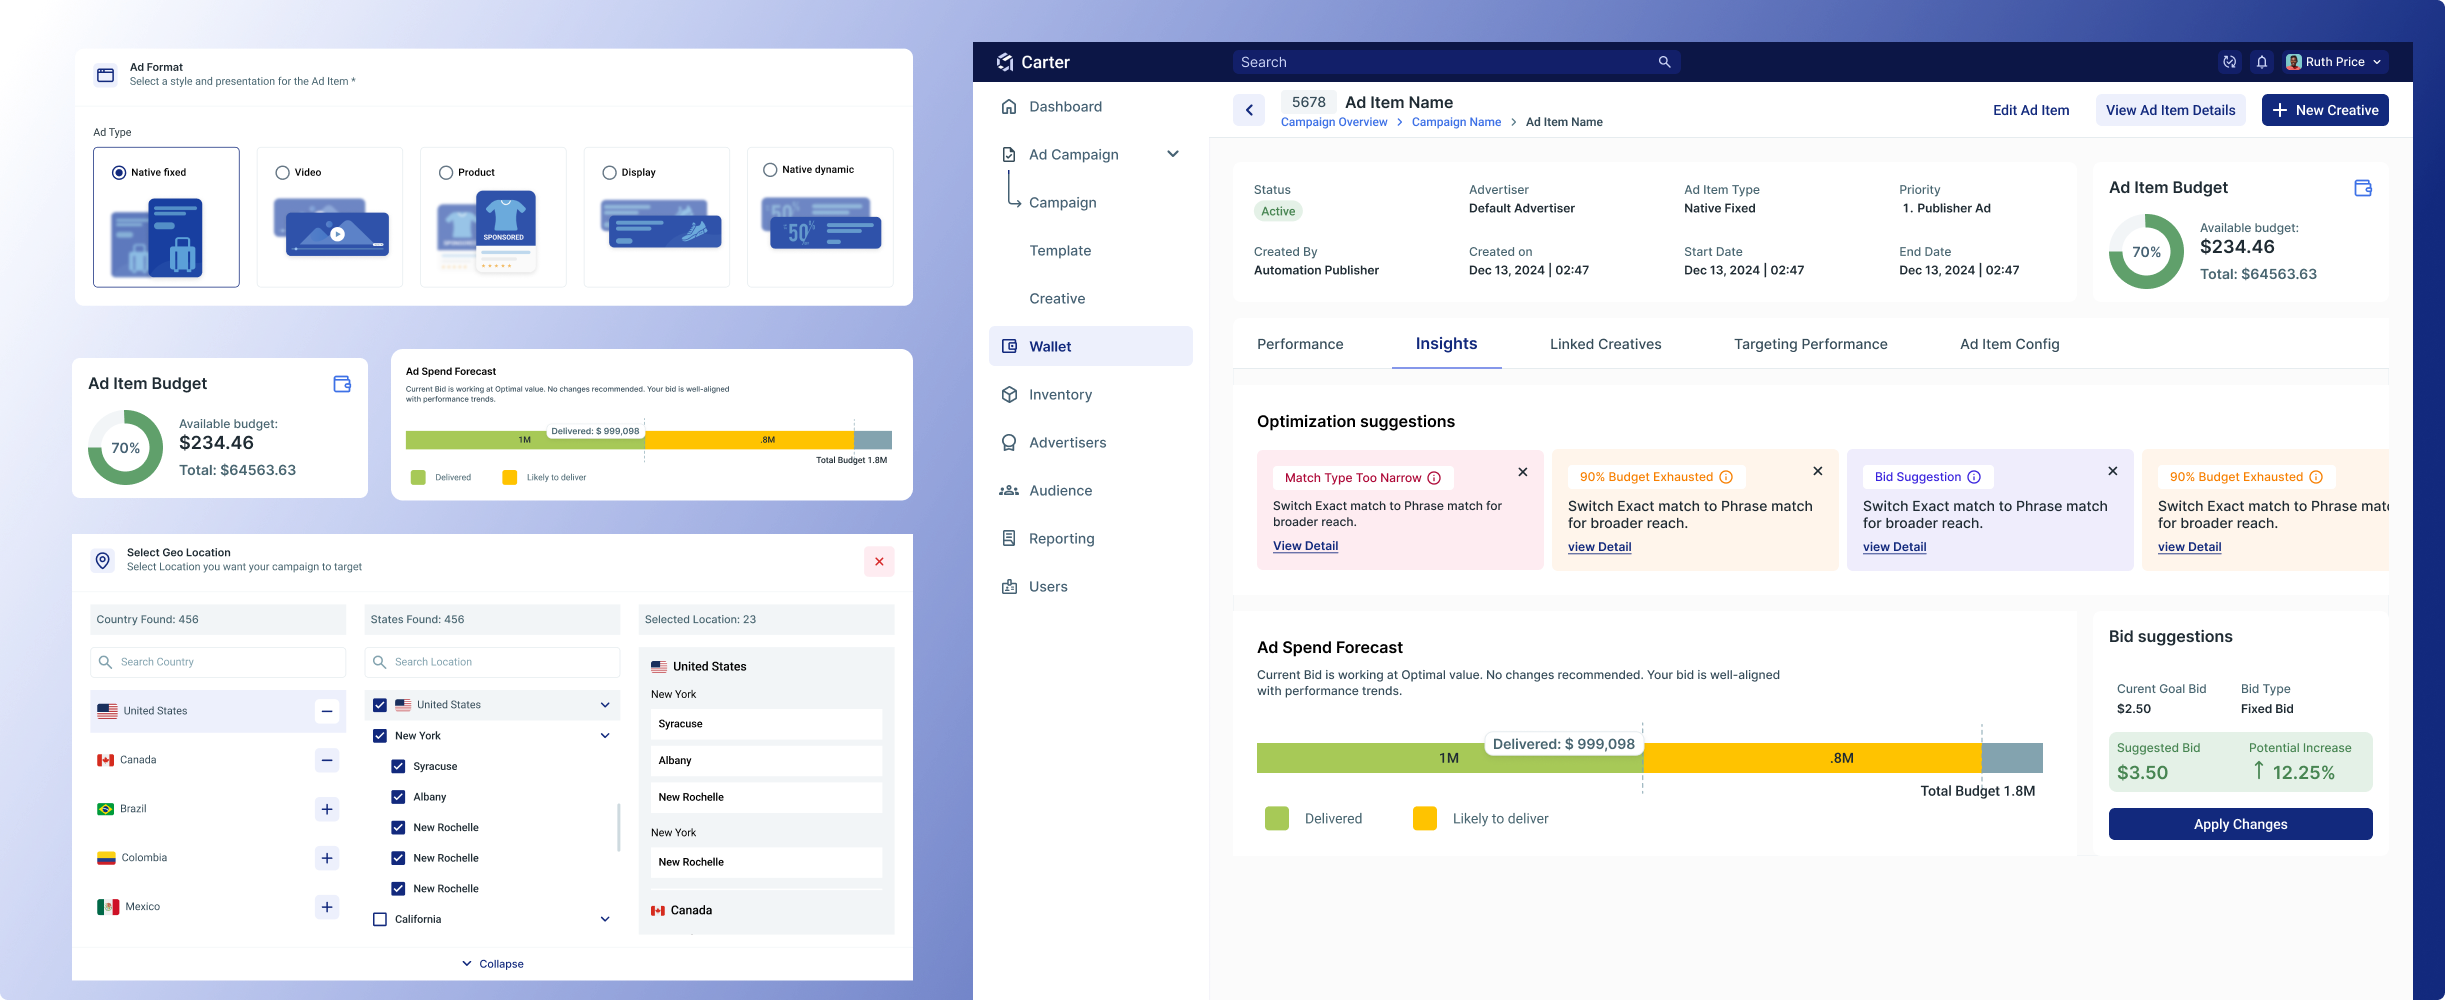 Ad Format
Select a style and presentation for the Ad Item *
Ad Type
Native fixed
Video
Product
Display
Native dynamic
SPONSORED
50%
Ad Item Budget
70%
Available budget:
$234.46
Total: $64563.63
Ad Spend Forecast
Current Bid is working at Optimal value. No changes recommended. Your bid is well-aligned
with performance trends.
Delivered: $ 999,098
1M
.8M
Total Budget 1.8M
Delivered
Likely to deliver
Select Geo Location
Select Location you want your campaign to target
Country Found: 456
Search Country
United States
Canada
Brazil
Colombia
Mexico
States Found: 456
Search Location
United States
New York
Syracuse
Albany
New Rochelle
New Rochelle
New Rochelle
California
Selected Location: 23
United States
New York
Syracuse
Albany
New Rochelle
New York
New Rochelle
Canada
Collapse
Carter
Search
Ruth Price
Dashboard
Ad Campaign
Campaign
Template
Creative
Wallet
Inventory
Advertisers
Audience
Reporting
Users
5678
Ad Item Name
Campaign Overview > Campaign Name > Ad Item Name
Edit Ad Item
View Ad Item Details
New Creative
Status
Active
Advertiser
Default Advertiser
Ad Item Type
Native Fixed
Priority
1. Publisher Ad
Created By
Automation Publisher
Created on
Dec 13, 2024 | 02:47
Start Date
Dec 13, 2024 | 02:47
End Date
Dec 13, 2024 | 02:47
Ad Item Budget
70%
Available budget:
$234.46
Total: $64563.63
Performance
Insights
Linked Creatives
Targeting Performance
Ad Item Config
Optimization suggestions
Match Type Too Narrow
Switch Exact match to Phrase match for
broader reach.
View Detail
90% Budget Exhausted
Switch Exact match to Phrase match
for broader reach.
view Detail
Bid Suggestion
Switch Exact match to Phrase match
for broader reach.
view Detail
90% Budget Exhausted
Switch Exact match to Phrase matc
for broader reach.
view Detail
Ad Spend Forecast
Current Bid is working at Optimal value. No changes recommended. Your bid is well-aligned
with performance trends.
Delivered: $ 999,098
1M
.8M
Total Budget 1.8M
Delivered
Likely to deliver
Bid suggestions
Curent Goal Bid
$2.50
Bid Type
Fixed Bid
Suggested Bid
$3.50
Potential Increase
↑ 12.25%
Apply Changes